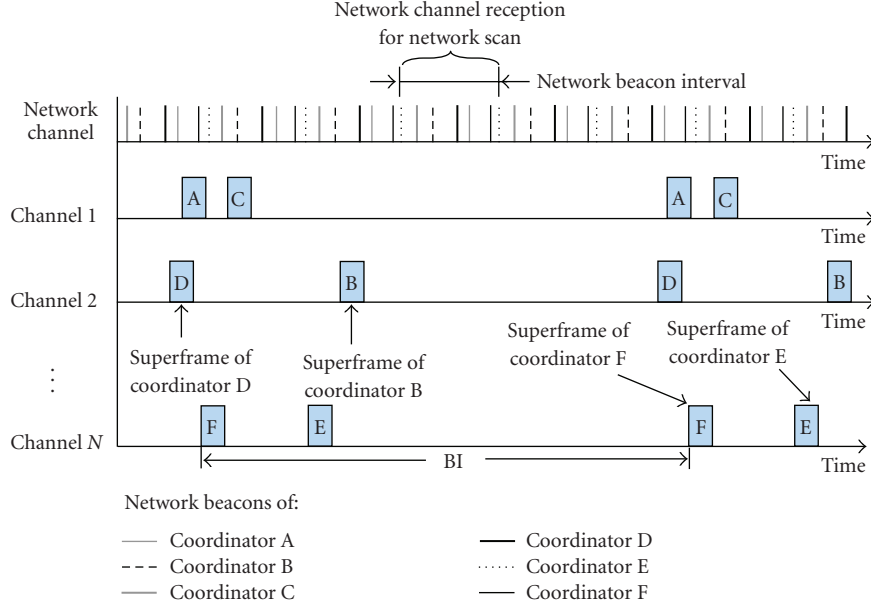 Network channel reception
for network scan
Network beacon interval
Network
channel
Time
A
C
A
C
Channel 1
Time
D
B
D
B
Channel 2
Time
Superframe of
coordinator D
Superframe of
coordinator B
Superframe of
coordinator F
Superframe of
coordinator E
⋮
F
E
F
E
Channel N
BI
Time
Network beacons of:
Coordinator A
Coordinator D
Coordinator B
Coordinator E
Coordinator C
Coordinator F